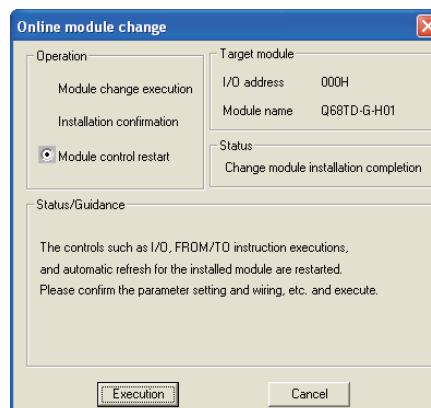 Online module change
Operation
Module change execution
Installation confirmation
Module control restart
Target module
I/O address 000H
Module name Q68TD-G-H01
Status
Change module installation completion
Status/Guidance
The controls such as I/O, FROM/TO instruction executions,
and automatic refresh for the installed module are restarted.
Please confirm the parameter setting and wiring, etc. and execute.
Execution
Cancel